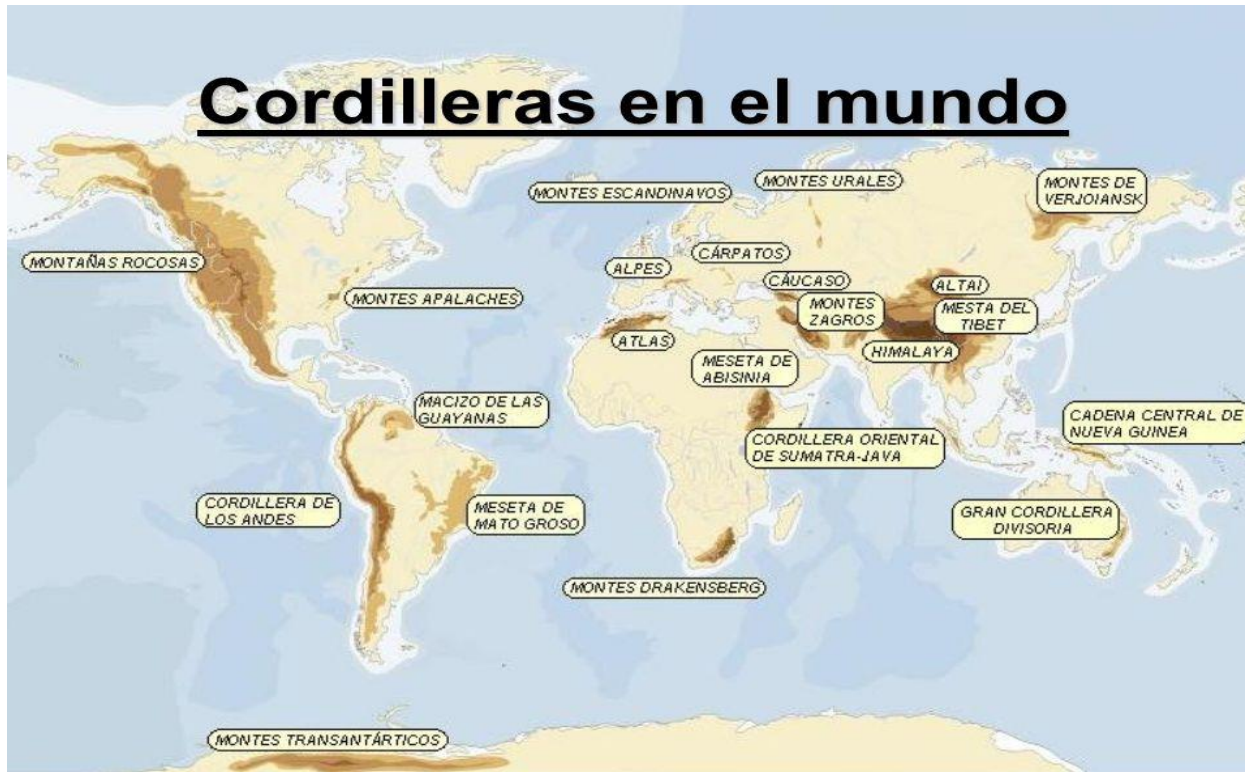 Cordilleras en el mundo
MONTES ESCANDINAVOS
MONTES URALES
MONTES DE
VERJOIANSK
MONTAÑAS ROCOSAS
MONTES APALACHES
ALPES
CÁRPATOS
CÁUCASO
ALTAI
MONTES
ZAGROS
MESTA DEL
TIBET
ATLAS
HIMALAYA
MESETA DE
ABISINIA
MACIZO DE LAS
GUAYANAS
CADENA CENTRAL DE
NUEVA GUINEA
CORDILLERA ORIENTAL
DE SUMATRA-JAVA
CORDILLERA DE
LOS ANDES
MESETA DE
MATO GROSO
GRAN CORDILLERA
DIVISORIA
MONTES DRAKENSBERG
MONTES TRANSANTÁRTICOS